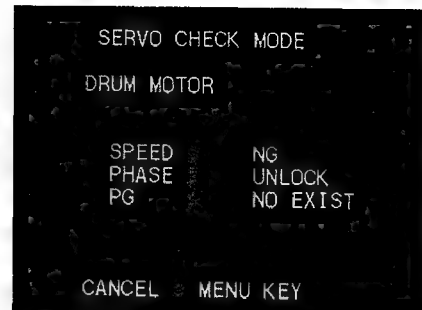 SERVO CHECK MODE
DRUM MOTOR
SPEED NG
PHASE UNLOCK
PG NO EXIST
CANCEL : MENU KEY